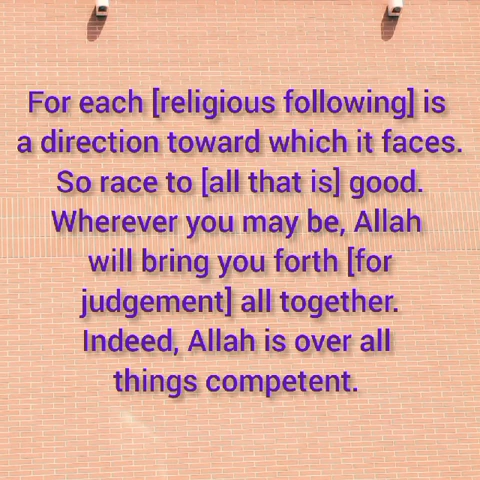 For each [religious following] is
a direction toward which it faces.
So race to [all that is] good.
Wherever you may be, Allah
will bring you forth [for
judgement] all together.
Indeed, Allah is over all
things competent.